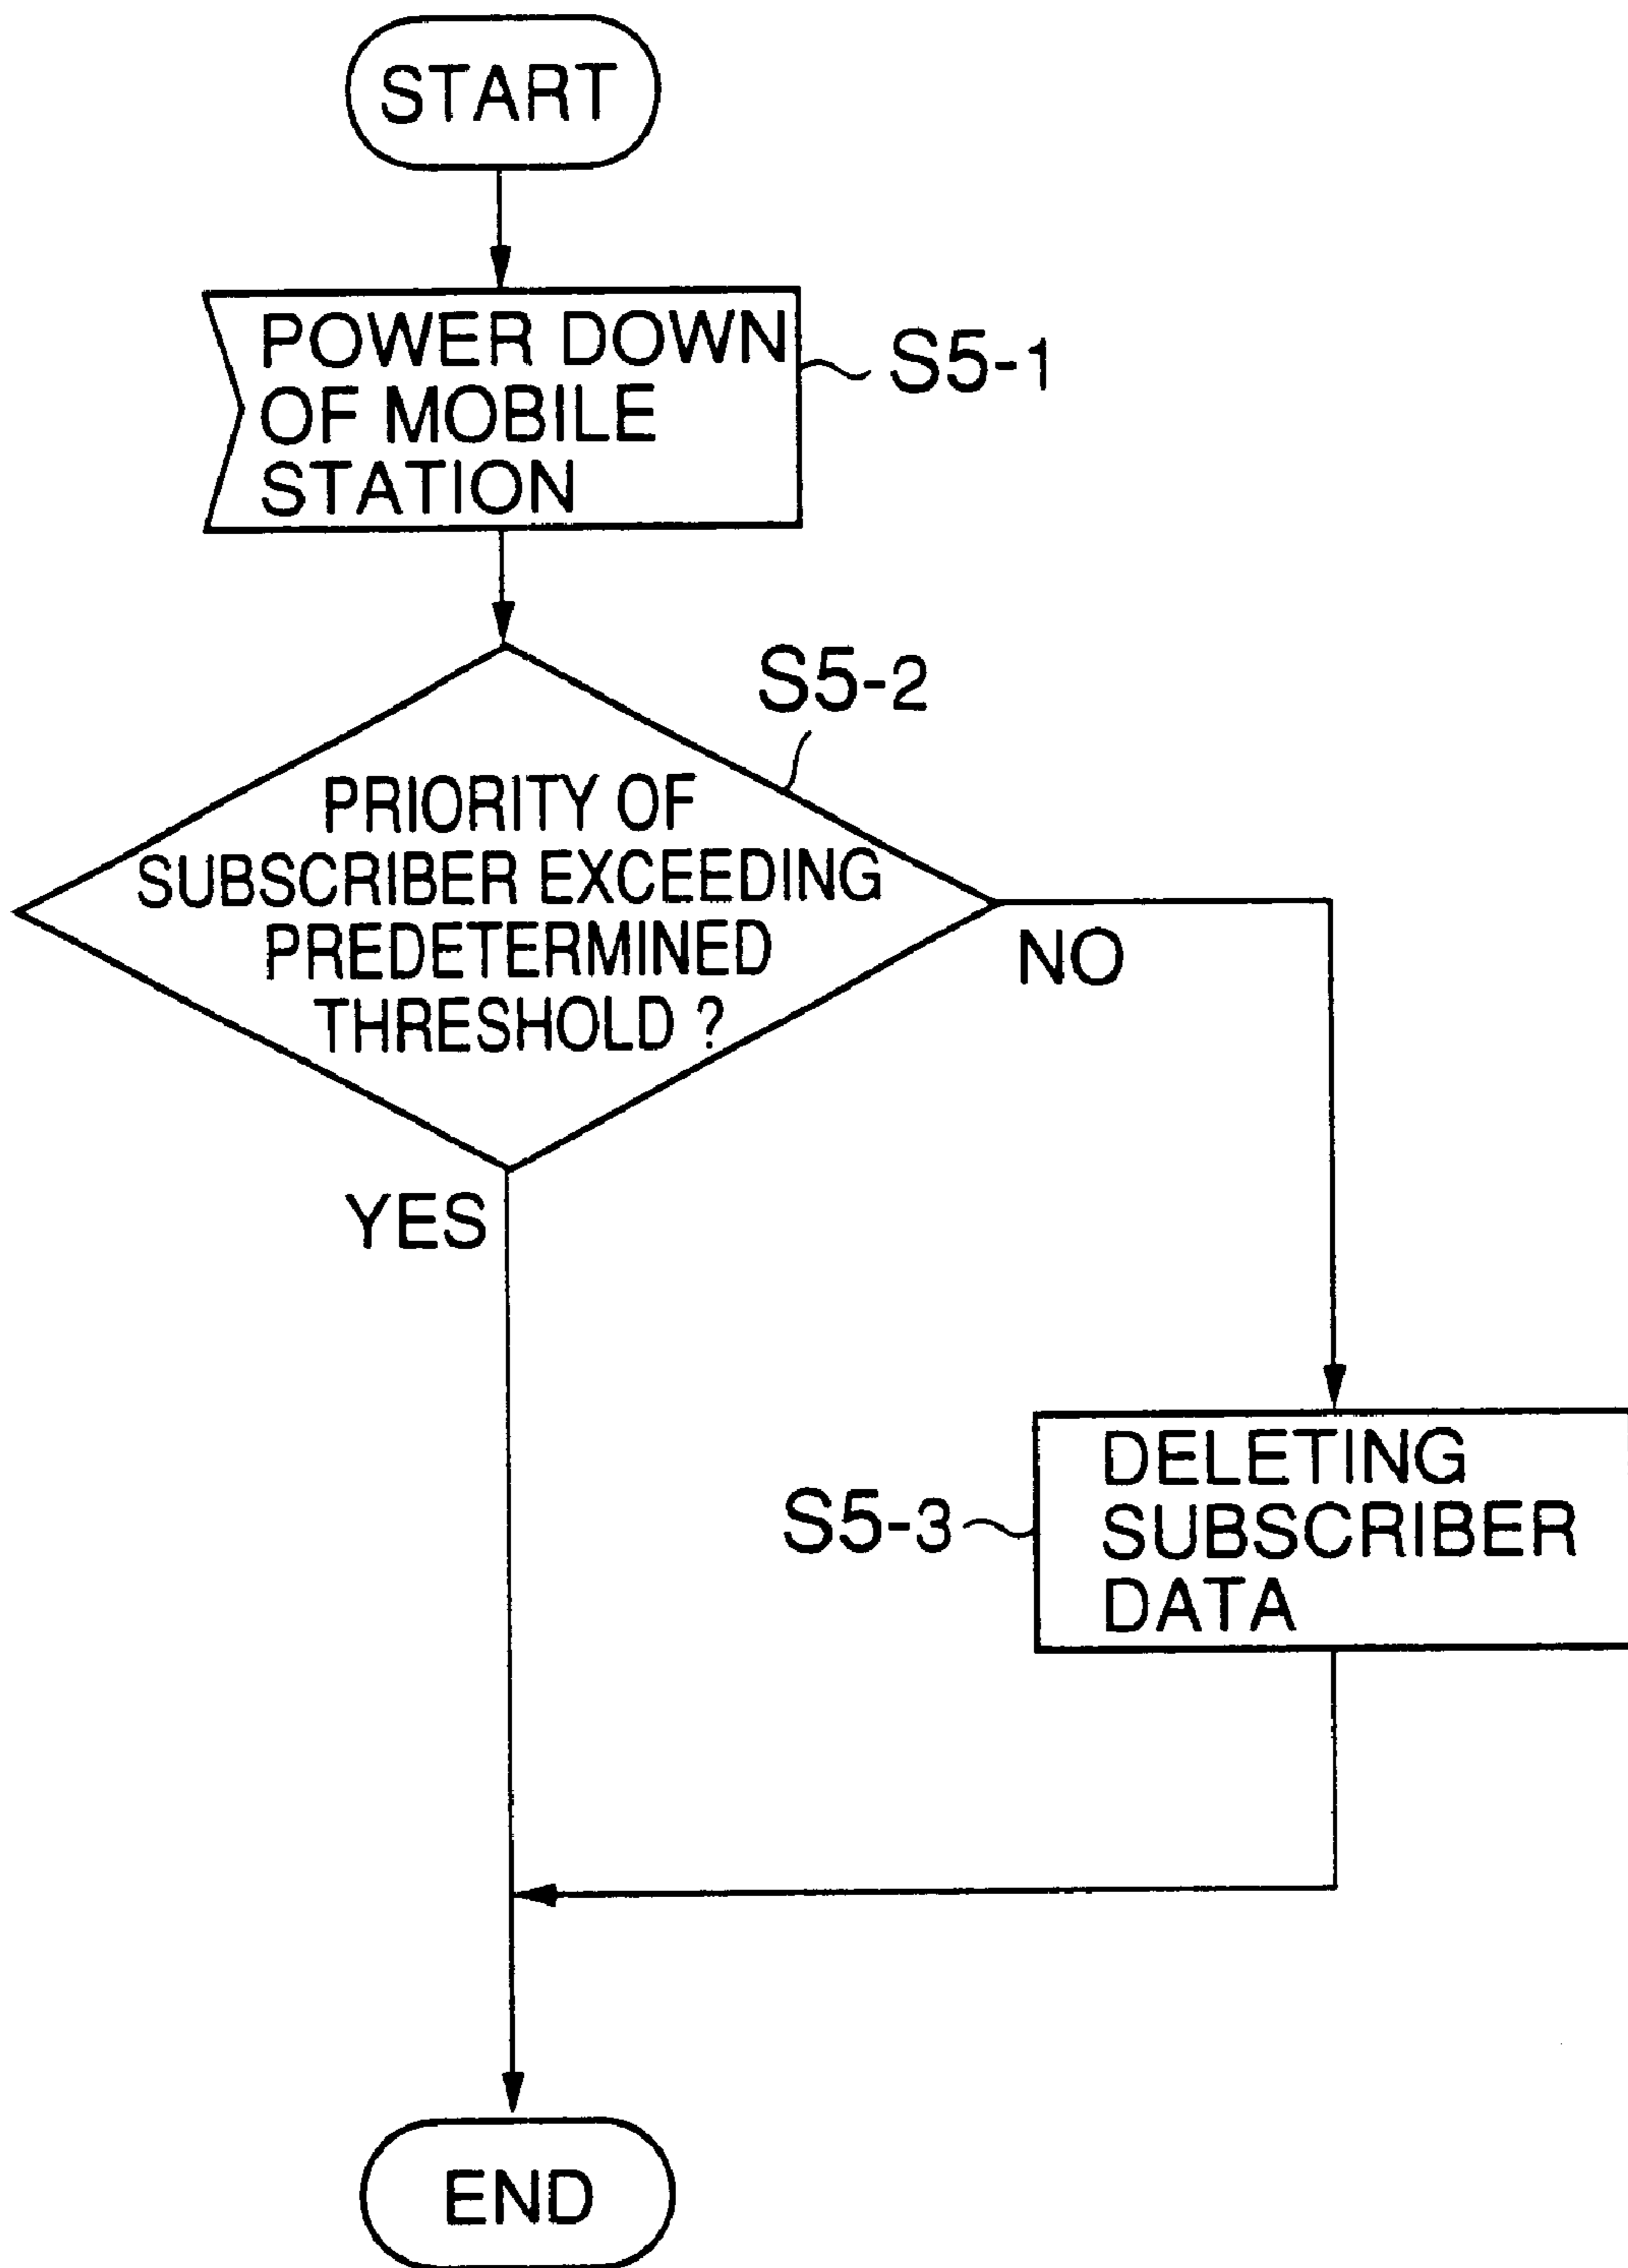 START
POWER DOWN
OF MOBILE
STATION
S5-1
S5-2
PRIORITY OF
SUBSCRIBER EXCEEDING
PREDETERMINED
THRESHOLD ?
NO
YES
DELETING
SUBSCRIBER
DATA
S5-3
END